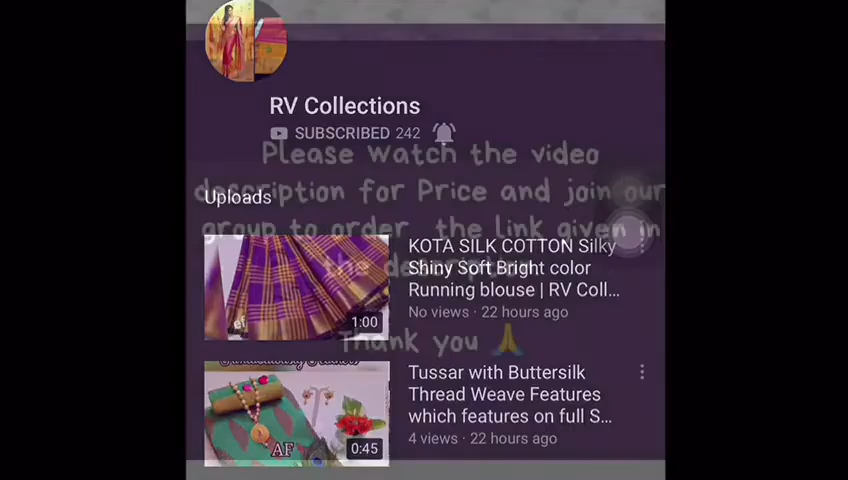 RV Collections
SUBSCRIBED 242
Please watch the video
description for Price and join our
Uploads
group to order the link given in
the description
KOTA SILK COTTON Silky
Shiny Soft Bright color
Running blouse | RV Coll...
No views · 22 hours ago
ef
1:00
Thank you 🙏
Tussar with Buttersilk
Thread Weave Features
which features on full S...
4 views · 22 hours ago
AF
0:45